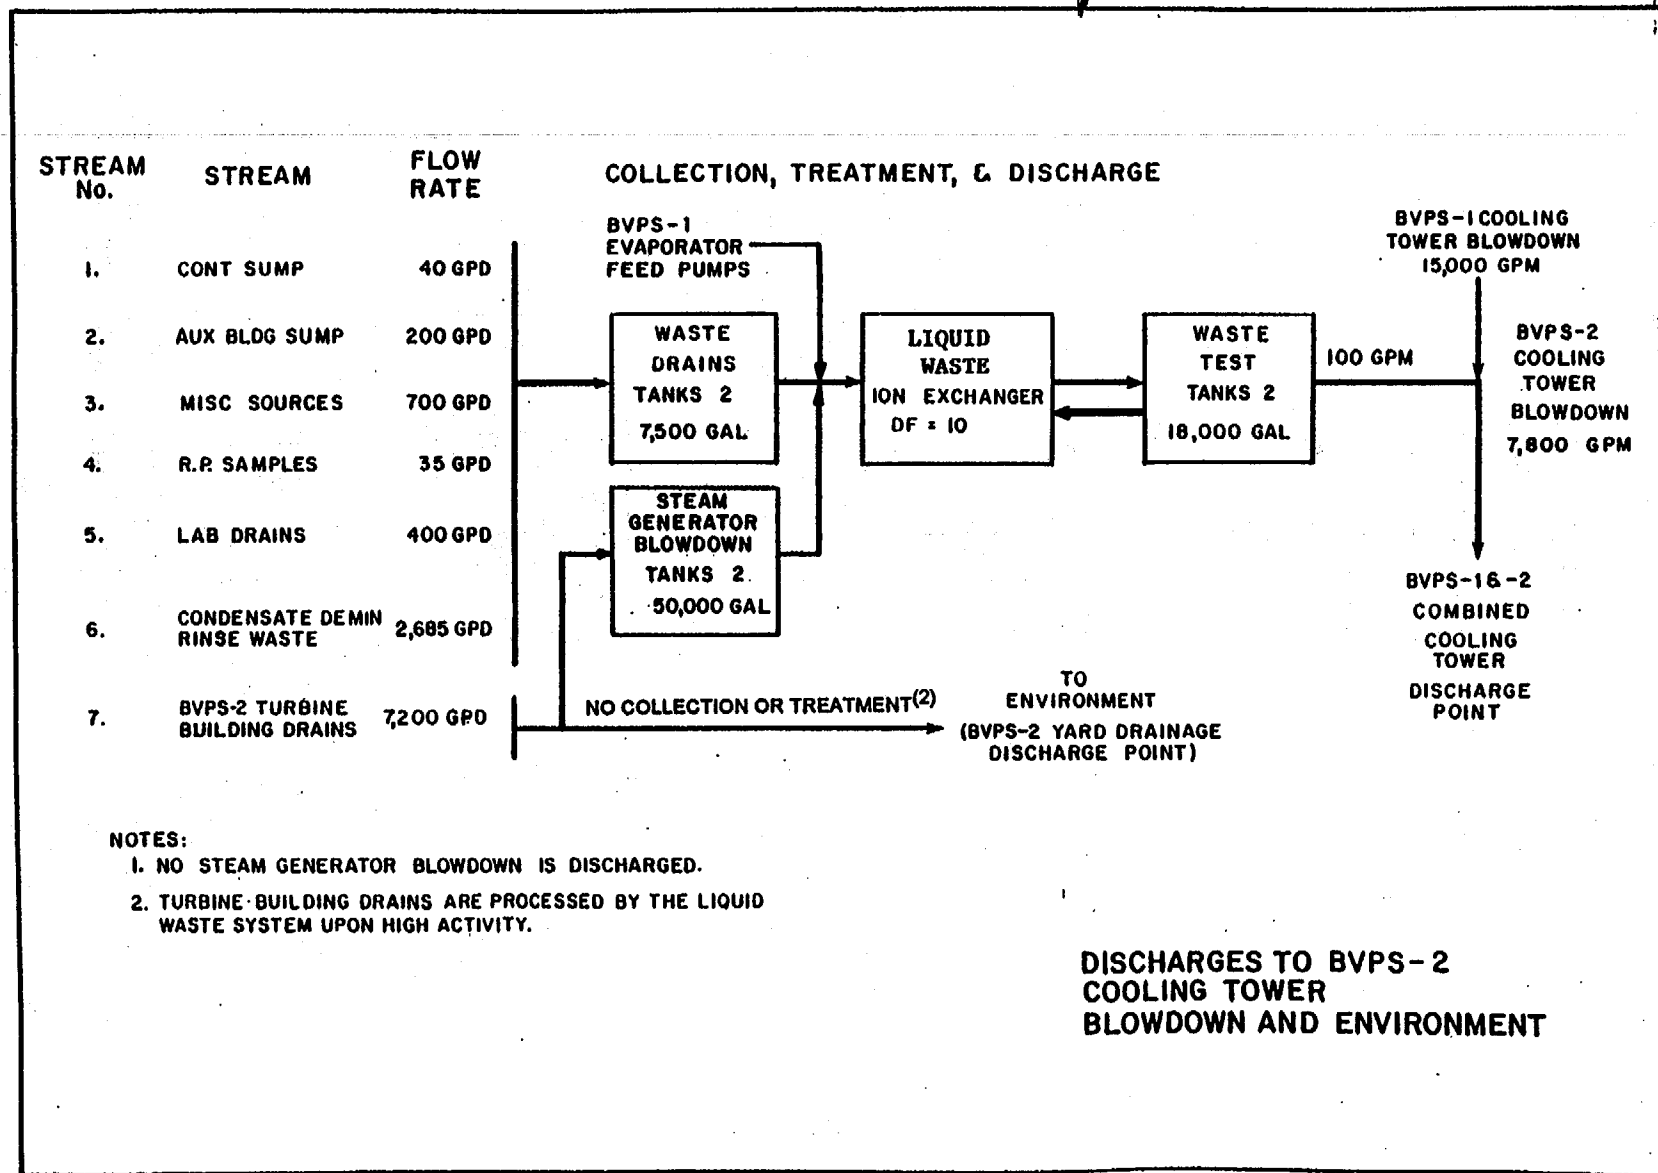 STREAM No.
STREAM
FLOW RATE
COLLECTION, TREATMENT, & DISCHARGE
1. CONT SUMP 40 GPD
2. AUX BLDG SUMP 200 GPD
3. MISC SOURCES 700 GPD
4. R.P. SAMPLES 35 GPD
5. LAB DRAINS 400 GPD
6. CONDENSATE DEMIN RINSE WASTE 2,685 GPD
7. BVPS-2 TURBINE BUILDING DRAINS 7,200 GPD
BVPS-1
EVAPORATOR
FEED PUMPS
WASTE
DRAINS
TANKS 2
7,500 GAL
STEAM
GENERATOR
BLOWDOWN
TANKS 2
50,000 GAL
LIQUID
WASTE
ION EXCHANGER
DF = 10
WASTE
TEST
TANKS 2
18,000 GAL
100 GPM
BVPS-1 COOLING
TOWER BLOWDOWN
15,000 GPM
BVPS-2
COOLING
TOWER
BLOWDOWN
7,800 GPM
BVPS-1&-2
COMBINED
COOLING
TOWER
DISCHARGE
POINT
NO COLLECTION OR TREATMENT(2)
TO
ENVIRONMENT
(BVPS-2 YARD DRAINAGE
DISCHARGE POINT)
NOTES:
1. NO STEAM GENERATOR BLOWDOWN IS DISCHARGED.
2. TURBINE BUILDING DRAINS ARE PROCESSED BY THE LIQUID
WASTE SYSTEM UPON HIGH ACTIVITY.
DISCHARGES TO BVPS-2
COOLING TOWER
BLOWDOWN AND ENVIRONMENT